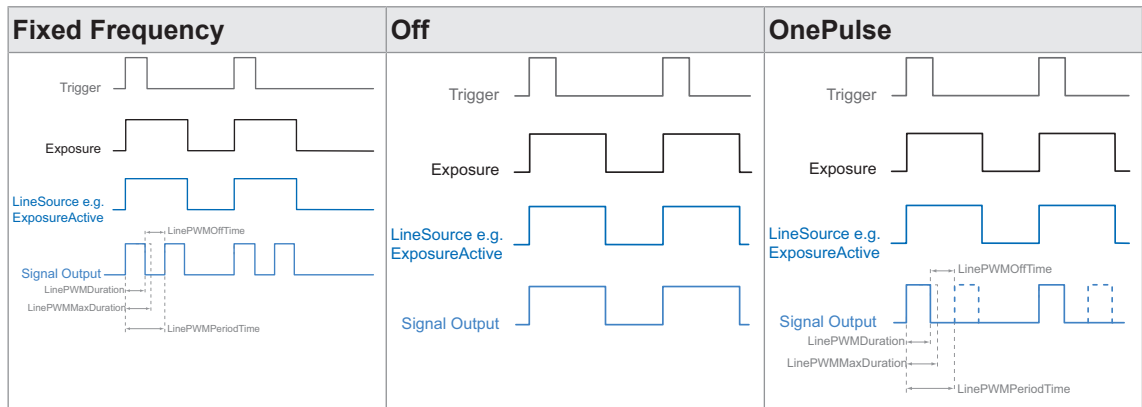 Fixed Frequency
Trigger
Exposure
LineSource e.g.
ExposureActive
LinePWMOffTime
Signal Output
LinePWMDuration
LinePWMMaxDuration
LinePWMPeriodTime
Off
Trigger
Exposure
LineSource e.g.
ExposureActive
Signal Output
OnePulse
Trigger
Exposure
LineSource e.g.
ExposureActive
LinePWMOffTime
Signal Output
LinePWMDuration
LinePWMMaxDuration
LinePWMPeriodTime